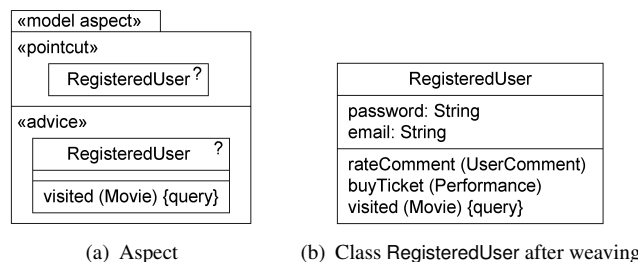 «model aspect»
«pointcut»
RegisteredUser ?
«advice»
RegisteredUser ?
visited (Movie) {query}
(a) Aspect
RegisteredUser
password: String
email: String
rateComment (UserComment)
buyTicket (Performance)
visited (Movie) {query}
(b) Class RegisteredUser after weaving